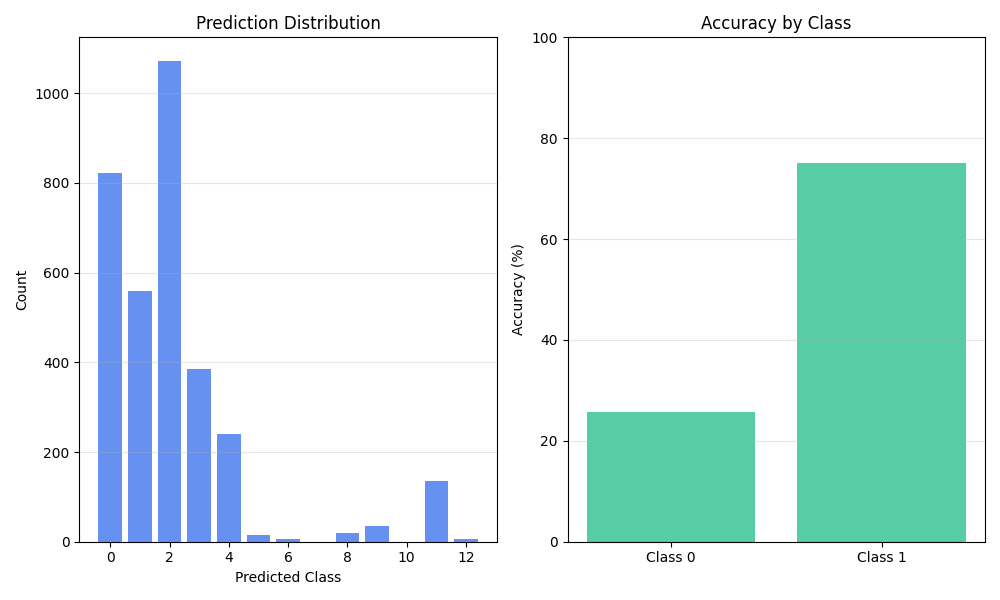 Prediction Distribution
Count
1000
800
600
400
200
0
0 2 4 6 8 10 12
Predicted Class
Accuracy by Class
Accuracy (%)
100
80
60
40
20
0
Class 0 Class 1